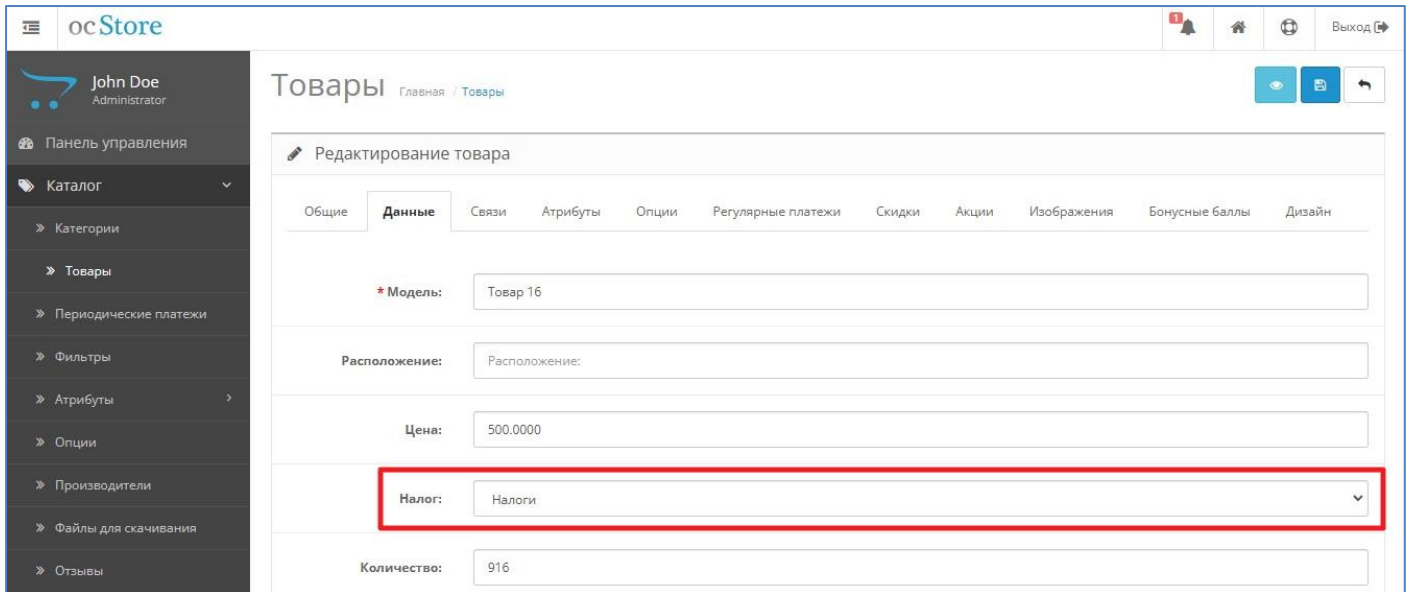 ocStore
1
Выход
John Doe
Administrator
Товары Главная / Товары
Панель управления
Редактирование товара
Каталог
Общие Данные Связи Атрибуты Опции Регулярные платежи Скидки Акции Изображения Бонусные баллы Дизайн
Категории
Товары
* Модель: Товар 16
Периодические платежи
Фильтры
Расположение: Расположение:
Атрибуты
Цена: 500.0000
Опции
Производители
Налог: Налоги
Файлы для скачивания
Отзывы
Количество: 916